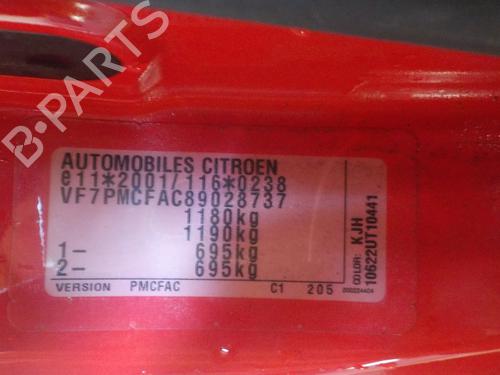 B-PARTS
AUTOMOBILES CITROEN
e11*2001/116*0238
VF7PMCFAC89028737
1180kg
1190kg
1- 695kg
2- 695kg
VERSION PMCFAC C1 205
COLOR: KJH
10622UT10441
000224404